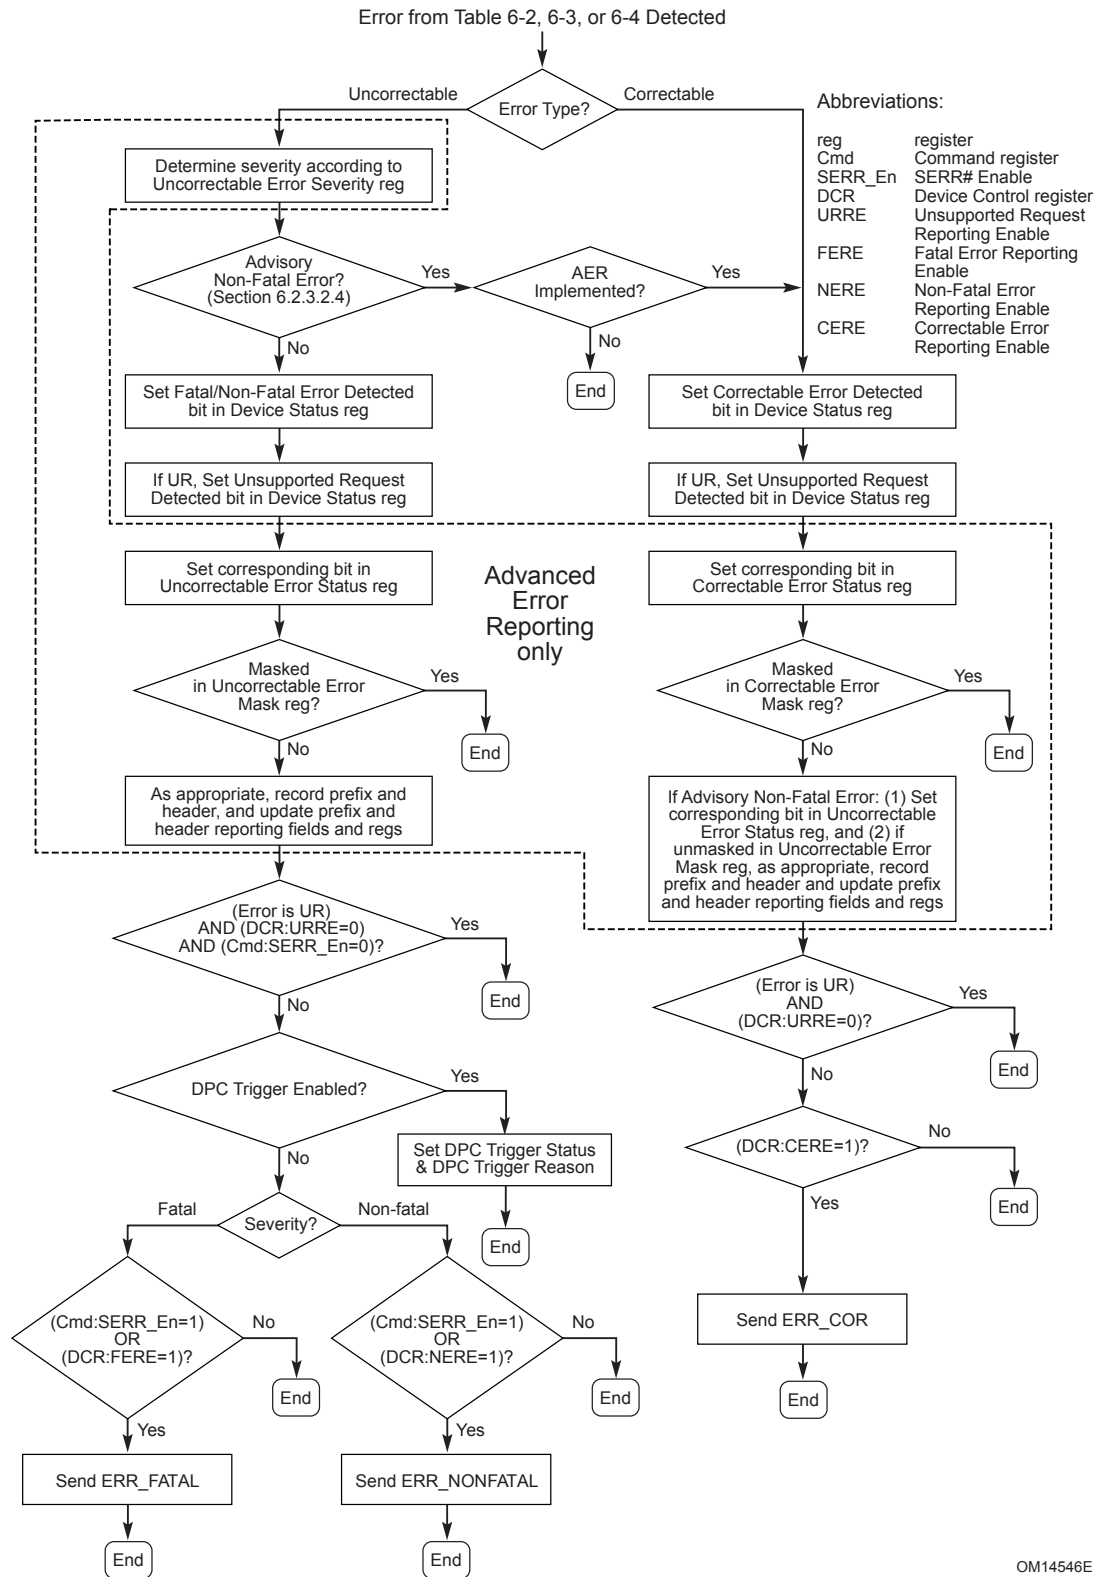 Error from Table 6-2, 6-3, or 6-4 Detected
Uncorrectable
Error Type?
Correctable
Abbreviations:
reg register
Cmd Command register
SERR_En SERR# Enable
DCR Device Control register
URRE Unsupported Request
Reporting Enable
FERE Fatal Error Reporting
Enable
NERE Non-Fatal Error
Reporting Enable
CERE Correctable Error
Reporting Enable
Determine severity according to
Uncorrectable Error Severity reg
Advisory
Non-Fatal Error?
(Section 6.2.3.2.4)
Yes
AER
Implemented?
Yes
No
No
End
Set Fatal/Non-Fatal Error Detected
bit in Device Status reg
Set Correctable Error Detected
bit in Device Status reg
If UR, Set Unsupported Request
Detected bit in Device Status reg
If UR, Set Unsupported Request
Detected bit in Device Status reg
Set corresponding bit in
Uncorrectable Error Status reg
Advanced
Error
Reporting
only
Set corresponding bit in
Correctable Error Status reg
Masked
in Uncorrectable Error
Mask reg?
Yes
End
No
Masked
in Correctable Error
Mask reg?
Yes
End
No
As appropriate, record prefix and
header, and update prefix and
header reporting fields and regs
If Advisory Non-Fatal Error: (1) Set
corresponding bit in Uncorrectable
Error Status reg, and (2) if
unmasked in Uncorrectable Error
Mask reg, as appropriate, record
prefix and header and update prefix
and header reporting fields and regs
(Error is UR)
AND (DCR:URRE=0)
AND (Cmd:SERR_En=0)?
Yes
End
No
(Error is UR)
AND
(DCR:URRE=0)?
Yes
End
No
DPC Trigger Enabled?
Yes
Set DPC Trigger Status
& DPC Trigger Reason
End
No
(DCR:CERE=1)?
No
End
Yes
Send ERR_COR
End
Fatal
Severity?
Non-fatal
(Cmd:SERR_En=1)
OR
(DCR:FERE=1)?
No
End
Yes
(Cmd:SERR_En=1)
OR
(DCR:NERE=1)?
No
End
Yes
Send ERR_FATAL
End
Send ERR_NONFATAL
End
OM14546E